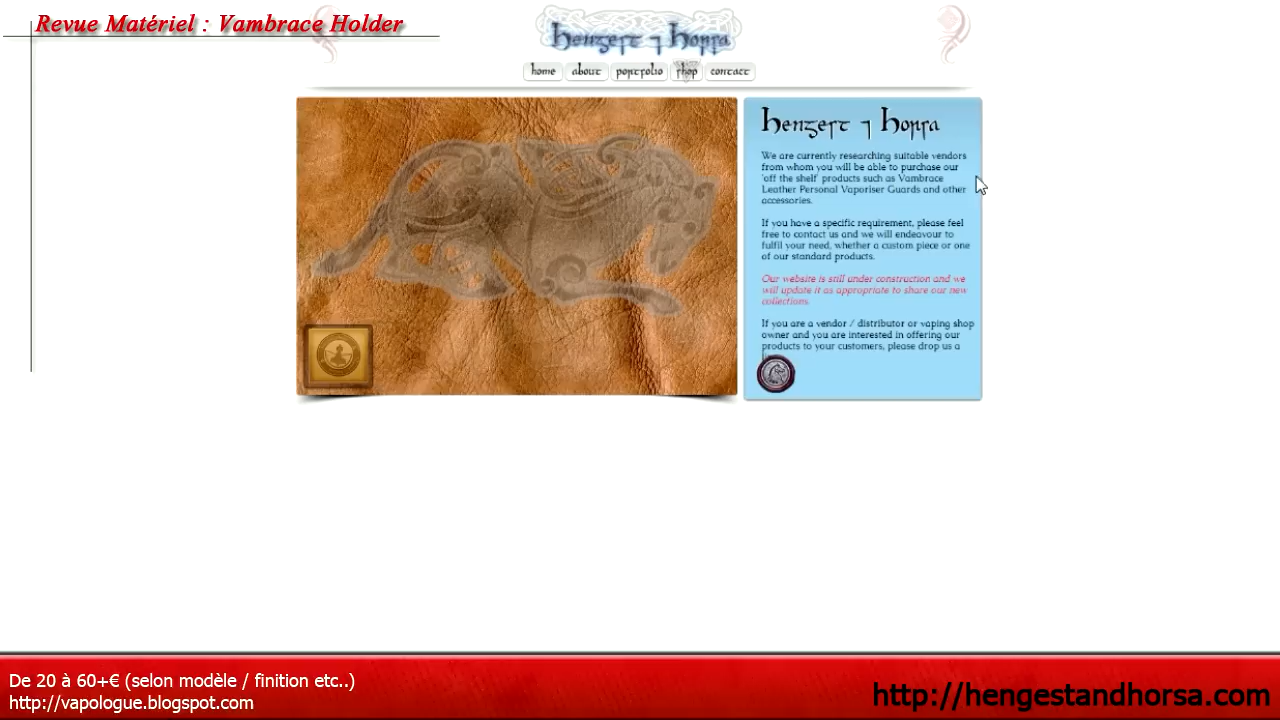 Revue Matériel : Vambrace Holder
hengest ⁊ horsa
home about portfolio shop contact
hengest ⁊ horsa
We are currently researching suitable vendors
from whom you will be able to purchase our
'off the shelf' products such as Vambrace
Leather Personal Vaporiser Guards and other
accessories.
If you have a specific requirement, please feel
free to contact us and we will endeavour to
fulfil your need, whether a custom piece or one
of our standard products.
Our website is still under construction and we
will update it as appropriate to share our new
collections.
If you are a vendor / distributor or vaping shop
owner and you are interested in offering our
products to your customers, please drop us a
De 20 à 60+€ (selon modèle / finition etc..)
http://vapologue.blogspot.com
http://hengestandhorsa.com